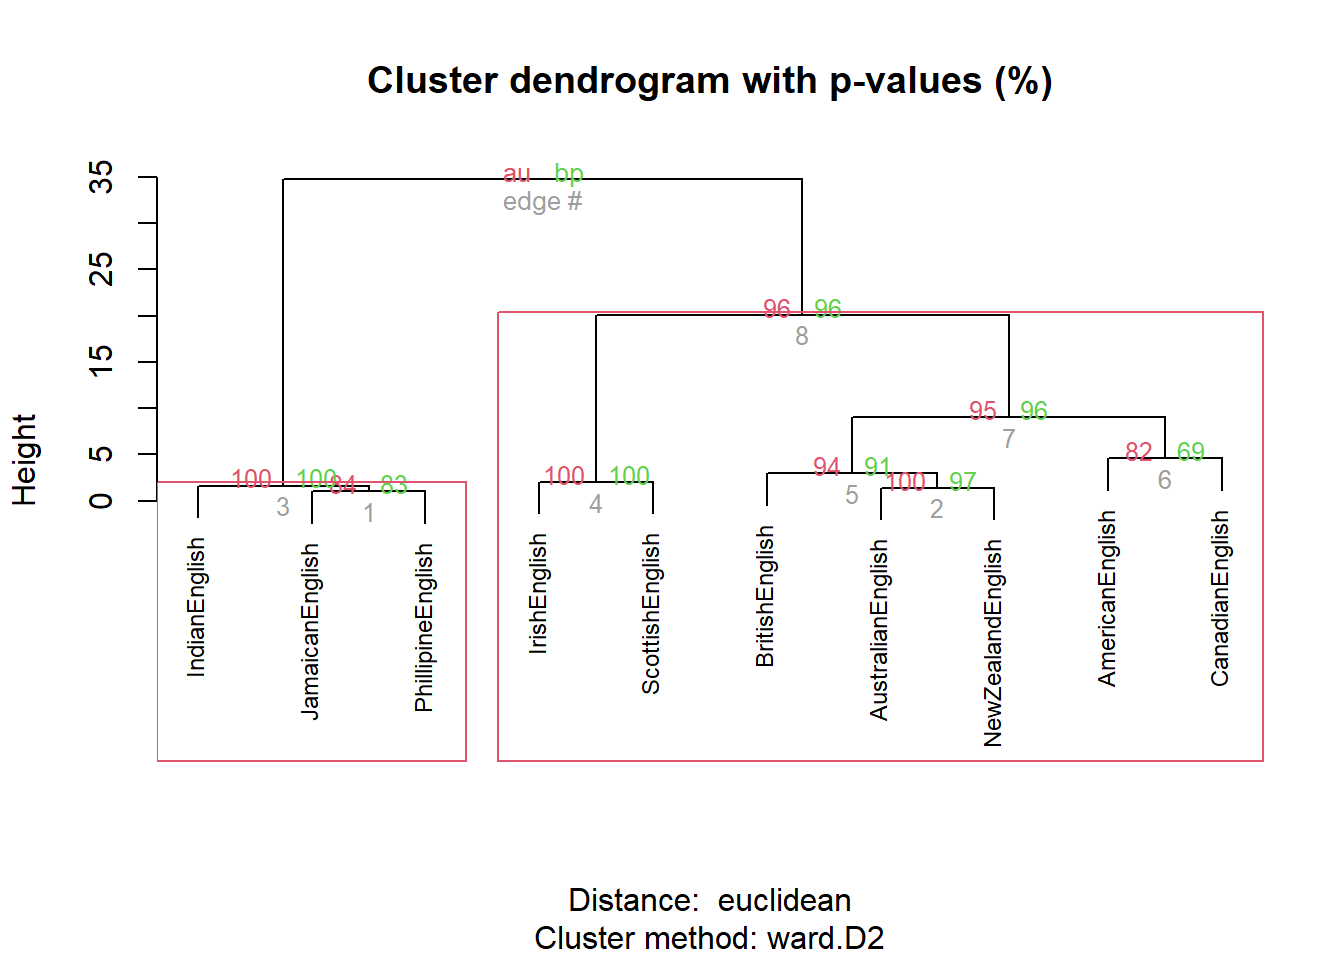 Cluster dendrogram with p-values (%)
35
25
15
5
0
Height
au bp
edge #
96 96
8
95 96
7
82 69
6
94 91
5
100 97
2
100 100
4
100 100
3
84 83
1
IndianEnglish
JamaicanEnglish
PhillipineEnglish
IrishEnglish
ScottishEnglish
BritishEnglish
AustralianEnglish
NewZealandEnglish
AmericanEnglish
CanadianEnglish
Distance: euclidean
Cluster method: ward.D2